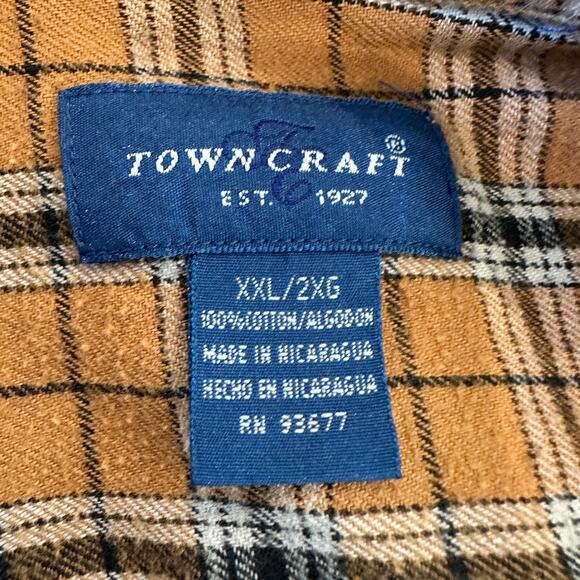 TOWNCRAFT®
EST. 1927
XXL/2XG
100%COTTON/ALGODON
MADE IN NICARAGUA
HECHO EN NICARAGUA
RN 93677